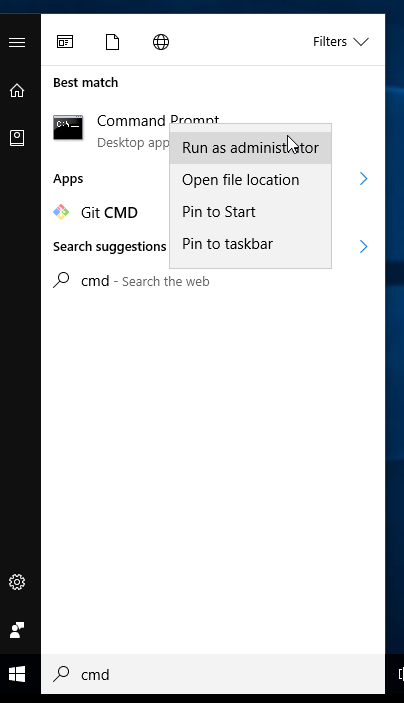 Filters
Best match
Command Prompt
Desktop app
Run as administrator
Open file location
Pin to Start
Pin to taskbar
Apps
Git CMD
Search suggestions
cmd - Search the web
cmd